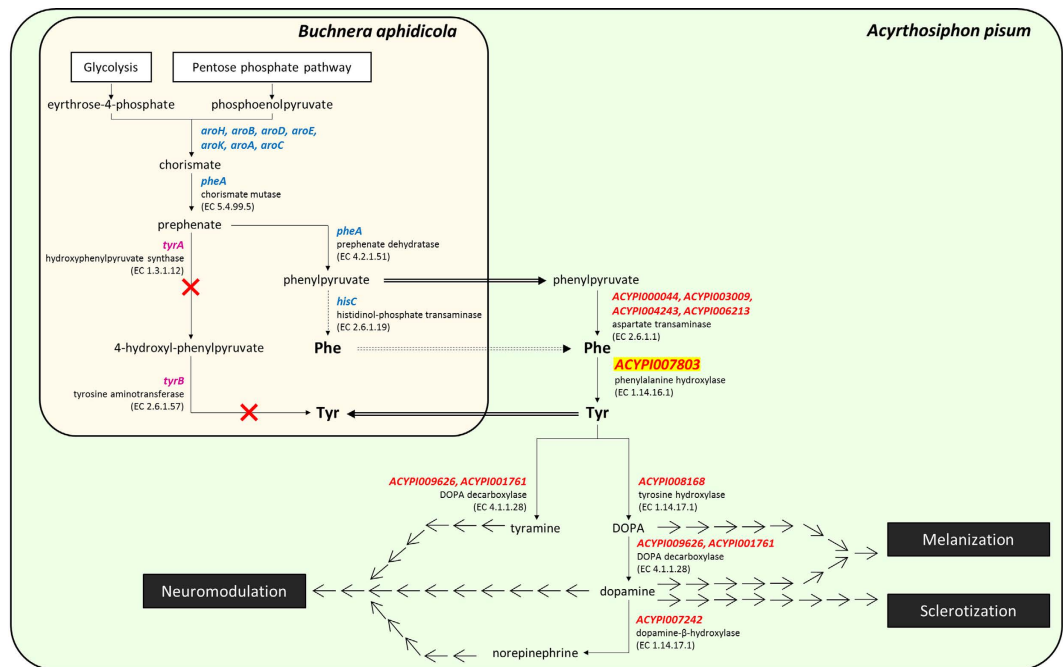 Buchnera aphidicola
Acyrthosiphon pisum
Glycolysis
Pentose phosphate pathway
eyrthrose-4-phosphate
phosphoenolpyruvate
aroH, aroB, aroD, aroE,
aroK, aroA, aroC
chorismate
pheA
chorismate mutase
(EC 5.4.99.5)
prephenate
tyrA
hydroxyphenylpyruvate synthase
(EC 1.3.1.12)
pheA
prephenate dehydratase
(EC 4.2.1.51)
phenylpyruvate
phenylpyruvate
hisC
histidinol-phosphate transaminase
(EC 2.6.1.19)
ACYPI000044, ACYPI003009,
ACYPI004243, ACYPI006213
aspartate transaminase
(EC 2.6.1.1)
4-hydroxyl-phenylpyruvate
Phe
Phe
tyrB
tyrosine aminotransferase
(EC 2.6.1.57)
ACYPI007803
phenylalanine hydroxylase
(EC 1.14.16.1)
Tyr
Tyr
ACYPI009626, ACYPI001761
DOPA decarboxylase
(EC 4.1.1.28)
ACYPI008168
tyrosine hydroxylase
(EC 1.14.17.1)
tyramine
DOPA
Melanization
ACYPI009626, ACYPI001761
DOPA decarboxylase
(EC 4.1.1.28)
Neuromodulation
dopamine
Sclerotization
ACYPI007242
dopamine-β-hydroxylase
(EC 1.14.17.1)
norepinephrine